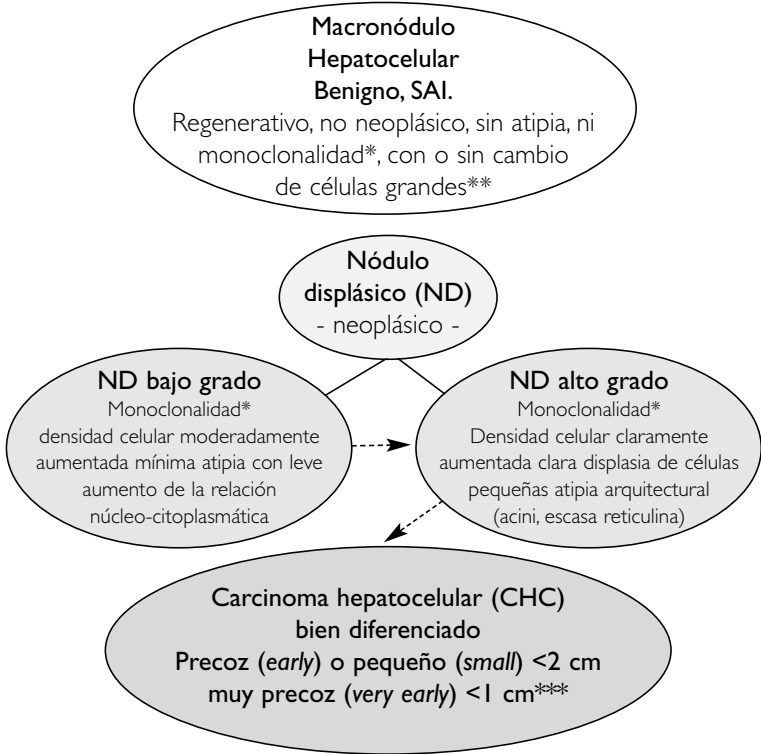 Macronódulo
Hepatocelular
Benigno, SAI.
Regenerativo, no neoplásico, sin atipia, ni
monoclonalidad*, con o sin cambio
de células grandes**
Nódulo
displásico (ND)
- neoplásico -
ND bajo grado
Monoclonalidad*
densidad celular moderadamente
aumentada mínima atipia con leve
aumento de la relación
núcleo-citoplasmática
ND alto grado
Monoclonalidad*
Densidad celular claramente
aumentada clara displasia de células
pequeñas atipia arquitectural
(acini, escasa reticulina)
Carcinoma hepatocelular (CHC)
bien diferenciado
Precoz (early) o pequeño (small) <2 cm
muy precoz (very early) <1 cm***